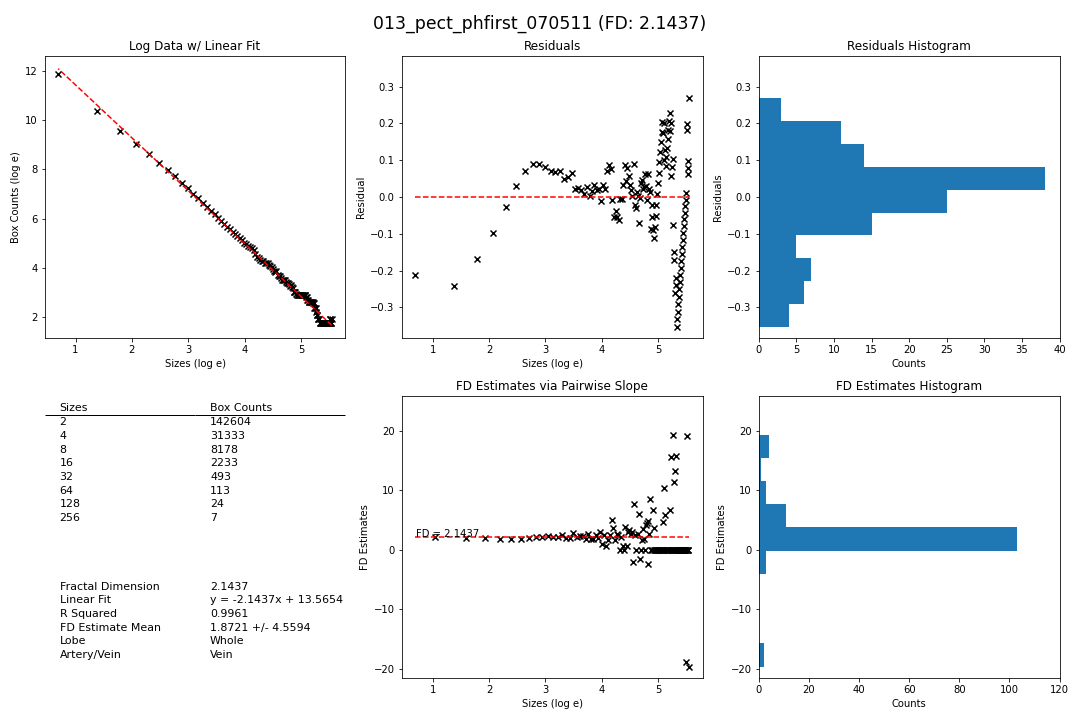 013_pect_phfirst_070511 (FD: 2.1437)
Log Data w/ Linear Fit
12
10
8
6
4
2
Box Counts (log e)
1 2 3 4 5
Sizes (log e)
Residuals
0.3
0.2
0.1
0.0
−0.1
−0.2
−0.3
Residual
1 2 3 4 5
Sizes (log e)
Residuals Histogram
0.3
0.2
0.1
0.0
−0.1
−0.2
−0.3
Residuals
0 5 10 15 20 25 30 35 40
Counts
Sizes Box Counts
2 142604
4 31333
8 8178
16 2233
32 493
64 113
128 24
256 7
Fractal Dimension 2.1437
Linear Fit y = -2.1437x + 13.5654
R Squared 0.9961
FD Estimate Mean 1.8721 +/- 4.5594
Lobe Whole
Artery/Vein Vein
FD Estimates via Pairwise Slope
20
10
0
−10
−20
FD Estimates
FD = 2.1437
1 2 3 4 5
Sizes (log e)
FD Estimates Histogram
20
10
0
−10
−20
FD Estimates
0 20 40 60 80 100 120
Counts